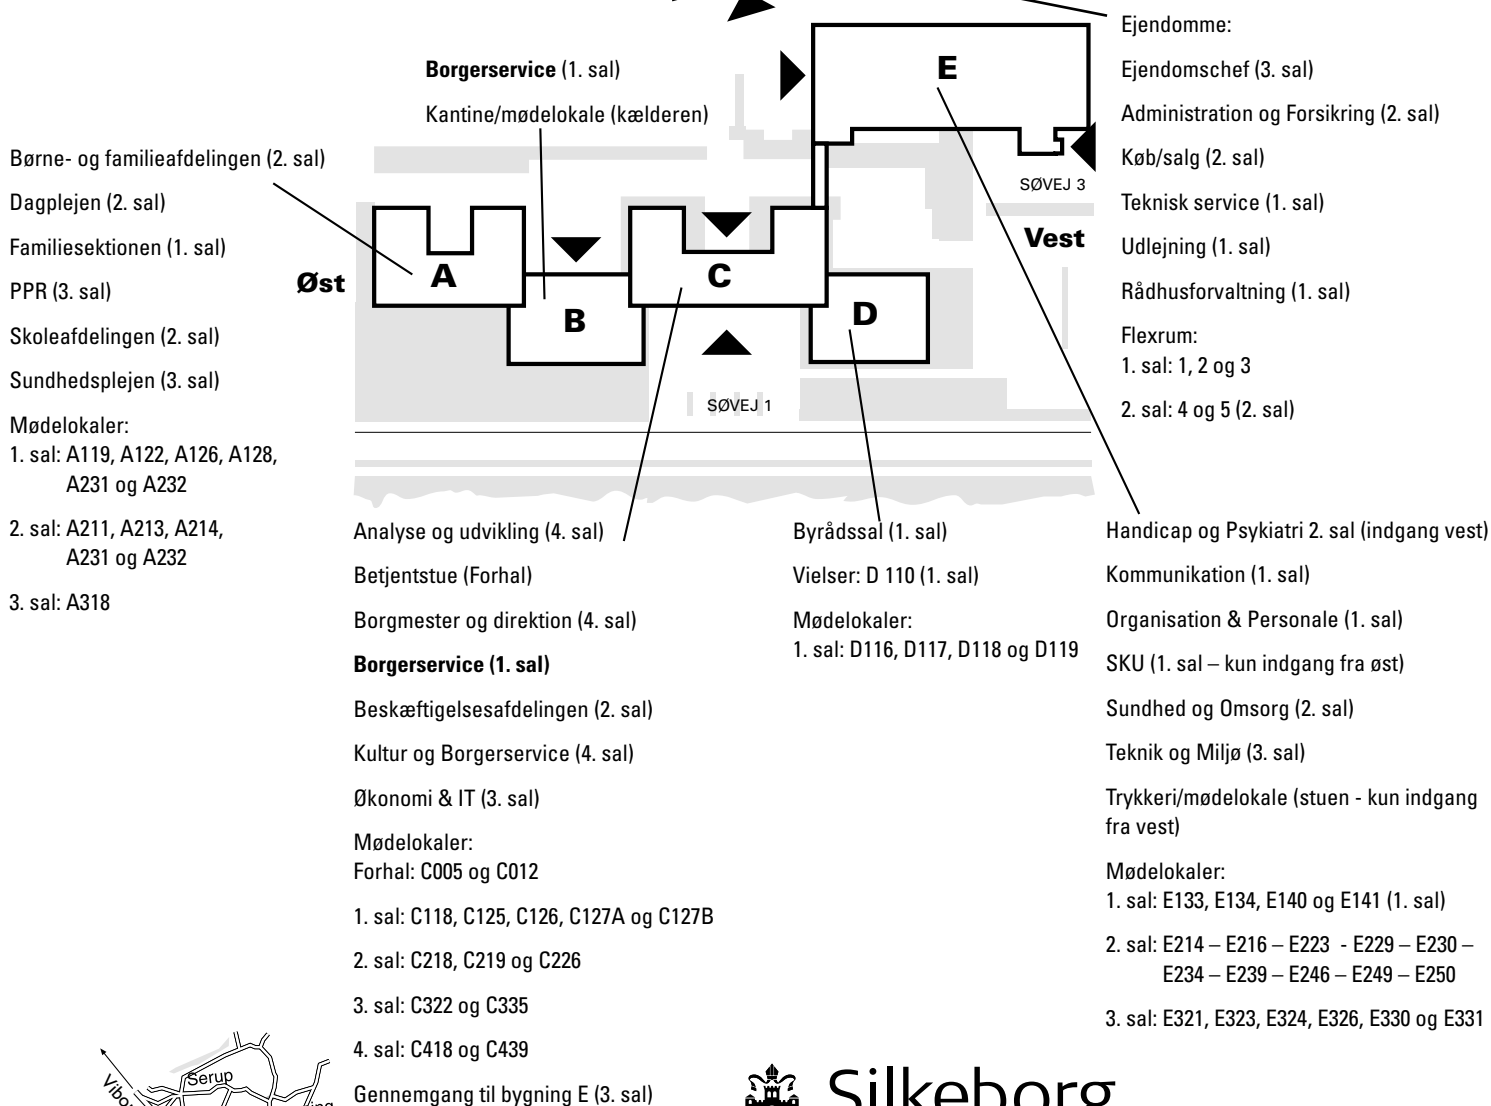 Borgerservice (1. sal)
Kantine/mødelokale (kælderen)
Børne- og familieafdelingen (2. sal)
Dagplejen (2. sal)
Familiesektionen (1. sal)
PPR (3. sal)
Skoleafdelingen (2. sal)
Sundhedsplejen (3. sal)
Mødelokaler:
1. sal: A119, A122, A126, A128,
A231 og A232
2. sal: A211, A213, A214,
A231 og A232
3. sal: A318
Øst
A
B
C
D
E
Vest
SØVEJ 3
SØVEJ 1
Ejendomme:
Ejendomschef (3. sal)
Administration og Forsikring (2. sal)
Køb/salg (2. sal)
Teknisk service (1. sal)
Udlejning (1. sal)
Rådhusforvaltning (1. sal)
Flexrum:
1. sal: 1, 2 og 3
2. sal: 4 og 5 (2. sal)
Analyse og udvikling (4. sal)
Betjentstue (Forhal)
Borgmester og direktion (4. sal)
Borgerservice (1. sal)
Beskæftigelsesafdelingen (2. sal)
Kultur og Borgerservice (4. sal)
Økonomi & IT (3. sal)
Mødelokaler:
Forhal: C005 og C012
1. sal: C118, C125, C126, C127A og C127B
2. sal: C218, C219 og C226
3. sal: C322 og C335
4. sal: C418 og C439
Gennemgang til bygning E (3. sal)
Byrådssal (1. sal)
Vielser: D 110 (1. sal)
Mødelokaler:
1. sal: D116, D117, D118 og D119
Handicap og Psykiatri 2. sal (indgang vest)
Kommunikation (1. sal)
Organisation & Personale (1. sal)
SKU (1. sal – kun indgang fra øst)
Sundhed og Omsorg (2. sal)
Teknik og Miljø (3. sal)
Trykkeri/mødelokale (stuen - kun indgang
fra vest)
Mødelokaler:
1. sal: E133, E134, E140 og E141 (1. sal)
2. sal: E214 – E216 – E223 - E229 – E230 –
E234 – E239 – E246 – E249 – E250
3. sal: E321, E323, E324, E326, E330 og E331
Serup
Silkeborg